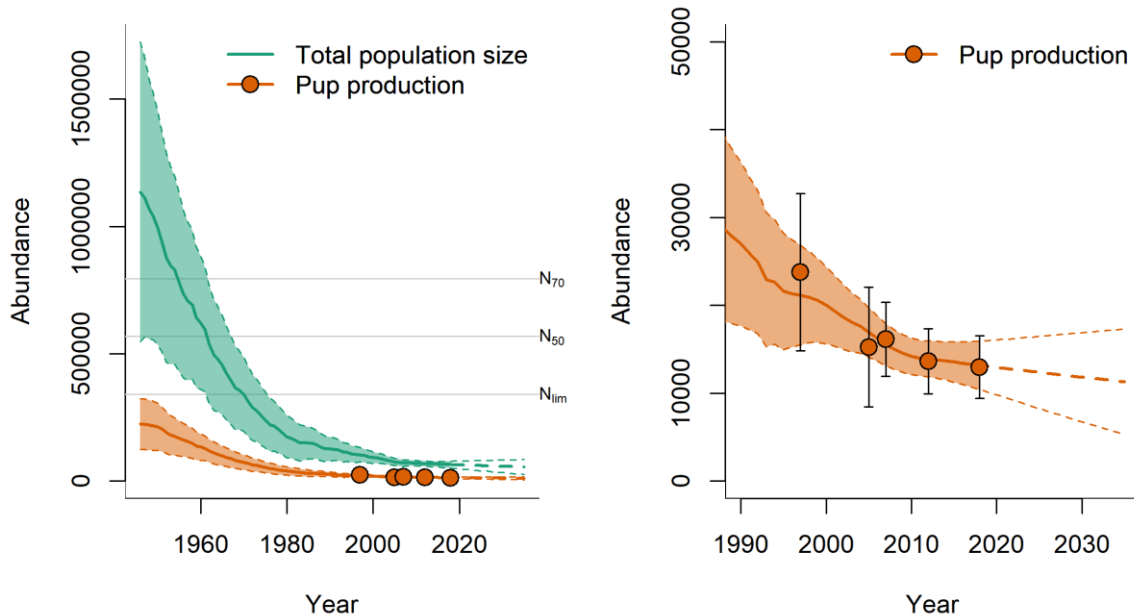 Total population size
Pup production
Abundance
1500000
1000000
500000
0
N70
N50
Nlim
1960
1980
2000
2020
Year
Pup production
Abundance
50000
30000
10000
0
1990
2000
2010
2020
2030
Year